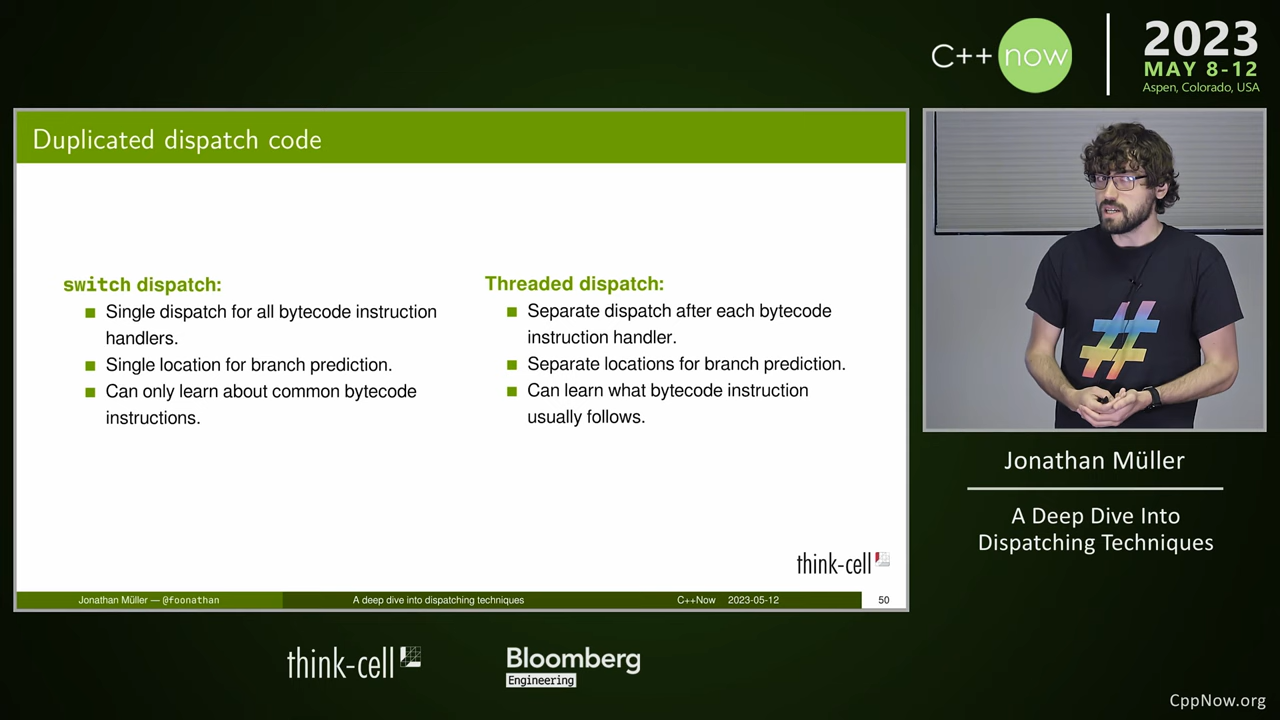 C++ now
2023
MAY 8-12
Aspen, Colorado, USA
Duplicated dispatch code
switch dispatch:
Single dispatch for all bytecode instruction
handlers.
Single location for branch prediction.
Can only learn about common bytecode
instructions.
Threaded dispatch:
Separate dispatch after each bytecode
instruction handler.
Separate locations for branch prediction.
Can learn what bytecode instruction
usually follows.
think-cell
Jonathan Müller — @foonathan
A deep dive into dispatching techniques
C++Now 2023-05-12
50
#
Jonathan Müller
A Deep Dive Into
Dispatching Techniques
think-cell
Bloomberg
Engineering
CppNow.org